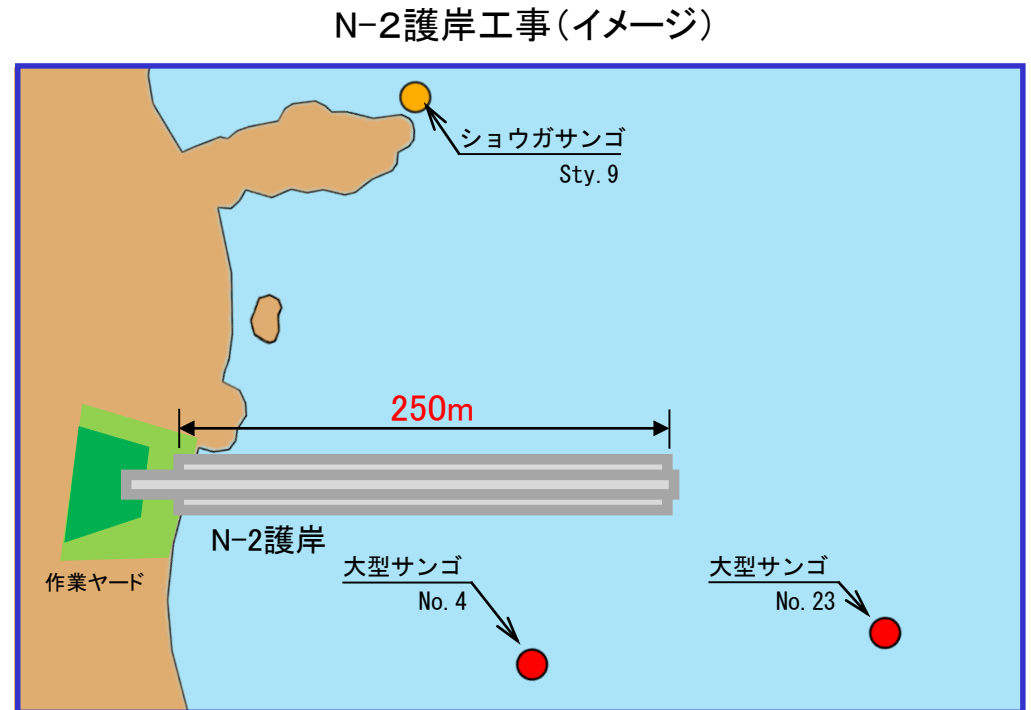 N-2護岸工事(イメージ)
ショウガサンゴ
Sty.9
250m
N-2護岸
作業ヤード
大型サンゴ
No.4
大型サンゴ
No.23